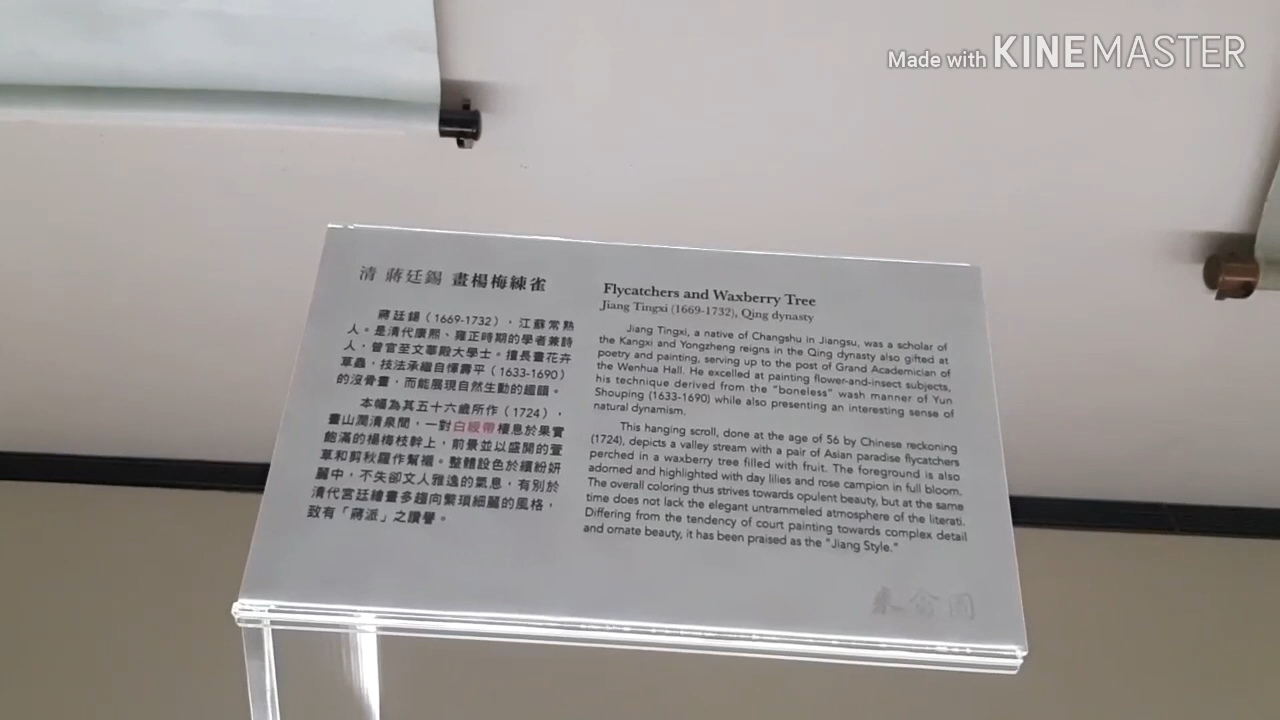 Made with KINEMASTER
清 蔣廷錫 畫楊梅練雀
蔣廷錫（1669-1732），江蘇常熟
人。是清代康熙、雍正時期的學者兼詩
人，曾官至文華殿大學士。擅長畫花卉
草蟲，技法承繼自惲壽平（1633-1690）
的沒骨畫，而能展現自然生動的韻韻。
本幅為其五十六歲所作（1724），
畫山澗清泉間，一對白綬帶棲息於果實
飽滿的楊梅枝幹上，前景並以盛開的萱
草和剪秋羅作幫襯。整體設色於繽紛妍
麗中，不失卻文人雅逸的氣息，有別於
清代宮廷繪畫多趨向繁瑣細麗的風格，
致有「蔣派」之讚譽。
Flycatchers and Waxberry Tree
Jiang Tingxi (1669-1732), Qing dynasty
Jiang Tingxi, a native of Changshu in Jiangsu, was a scholar of
the Kangxi and Yongzheng reigns in the Qing dynasty also gifted at
poetry and painting, serving up to the post of Grand Academician of
the Wenhua Hall. He excelled at painting flower-and-insect subjects,
his technique derived from the "boneless" wash manner of Yun
Shouping (1633-1690) while also presenting an interesting sense of
natural dynamism.
This hanging scroll, done at the age of 56 by Chinese reckoning
(1724), depicts a valley stream with a pair of Asian paradise flycatchers
perched in a waxberry tree filled with fruit. The foreground is also
adorned and highlighted with day lilies and rose campion in full bloom.
The overall coloring thus strives towards opulent beauty, but at the same
time does not lack the elegant untrammeled atmosphere of the literati.
Differing from the tendency of court painting towards complex detail
and ornate beauty, it has been praised as the "Jiang Style."